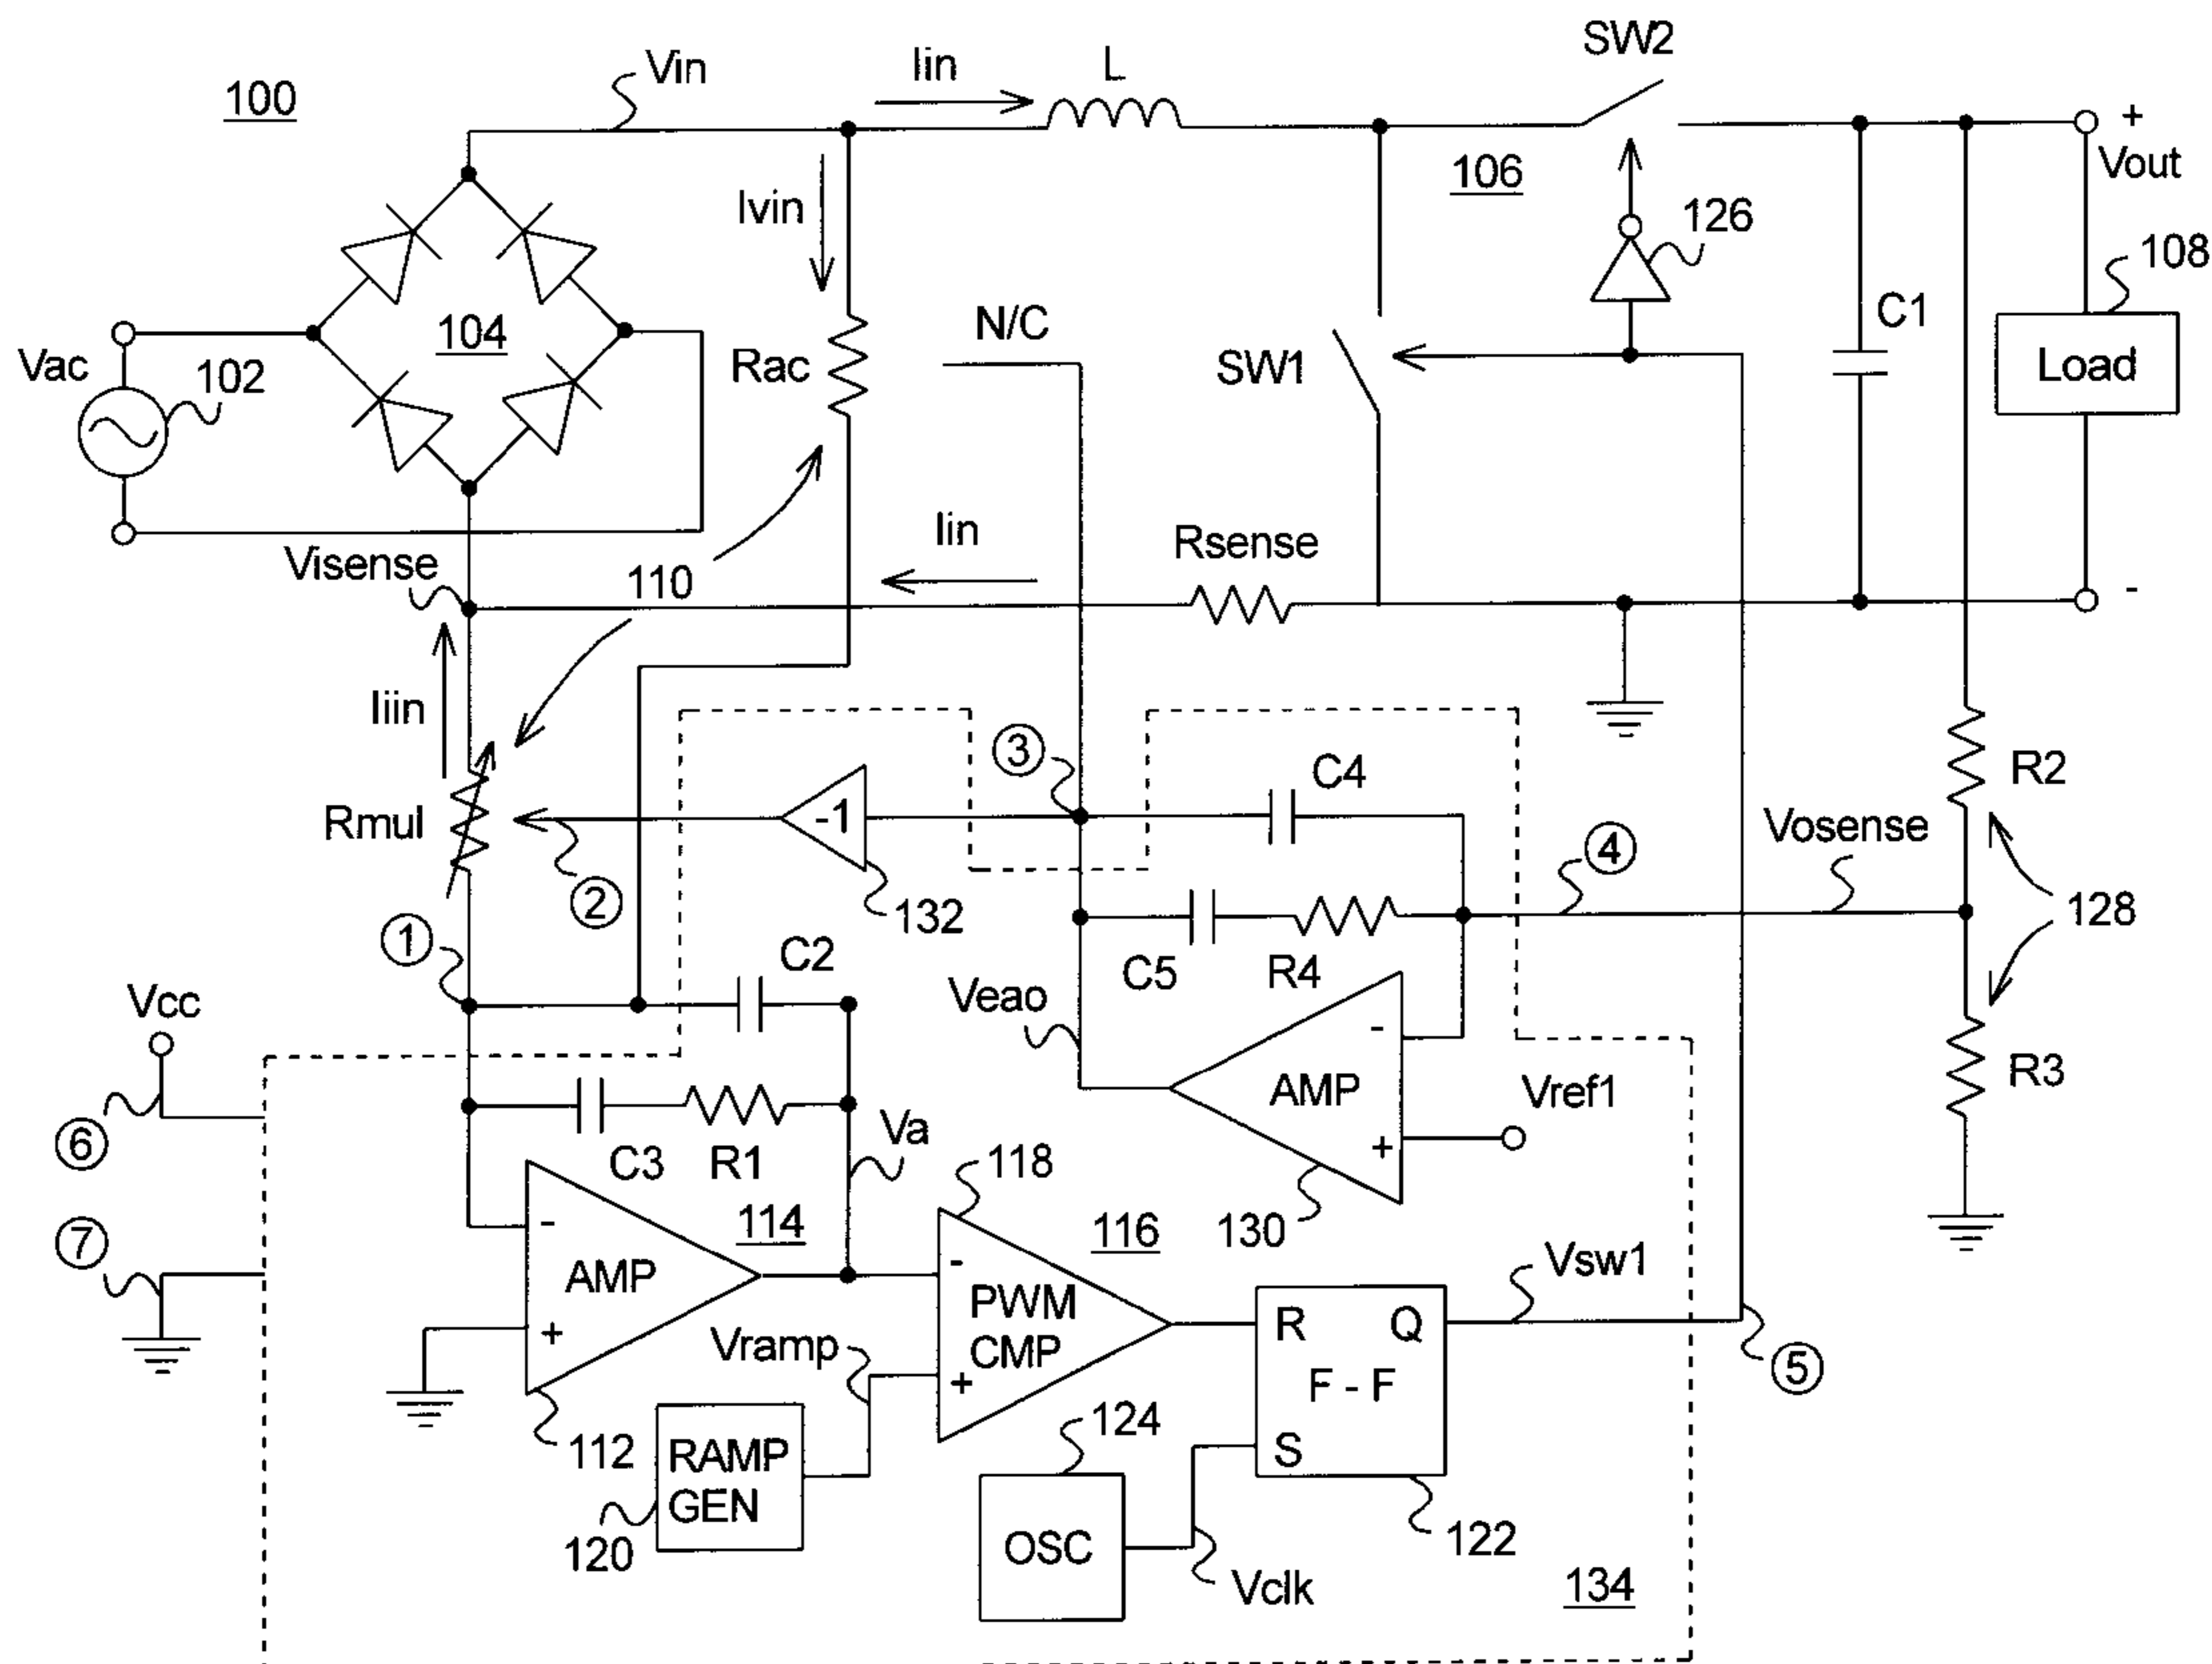 SW2
Vin
Iin
L
100
+
Vout
Ivin
106
126
108
104
N/C
C1
Vac
102
Rac
SW1
Load
Iin
Rsense
Visense
110
-
Iiin
3
C4
R2
Rmul
-1
Vosense
4
2
132
128
1
C2
C5
R4
Vcc
Veao
-
AMP
Vref1
R3
6
C3
R1
Va
118
+
7
-
114
130
116
Vsw1
AMP
-
PWM
CMP
R
Q
+
Vramp
+
F - F
5
124
112
RAMP
GEN
S
120
OSC
122
Vclk
134